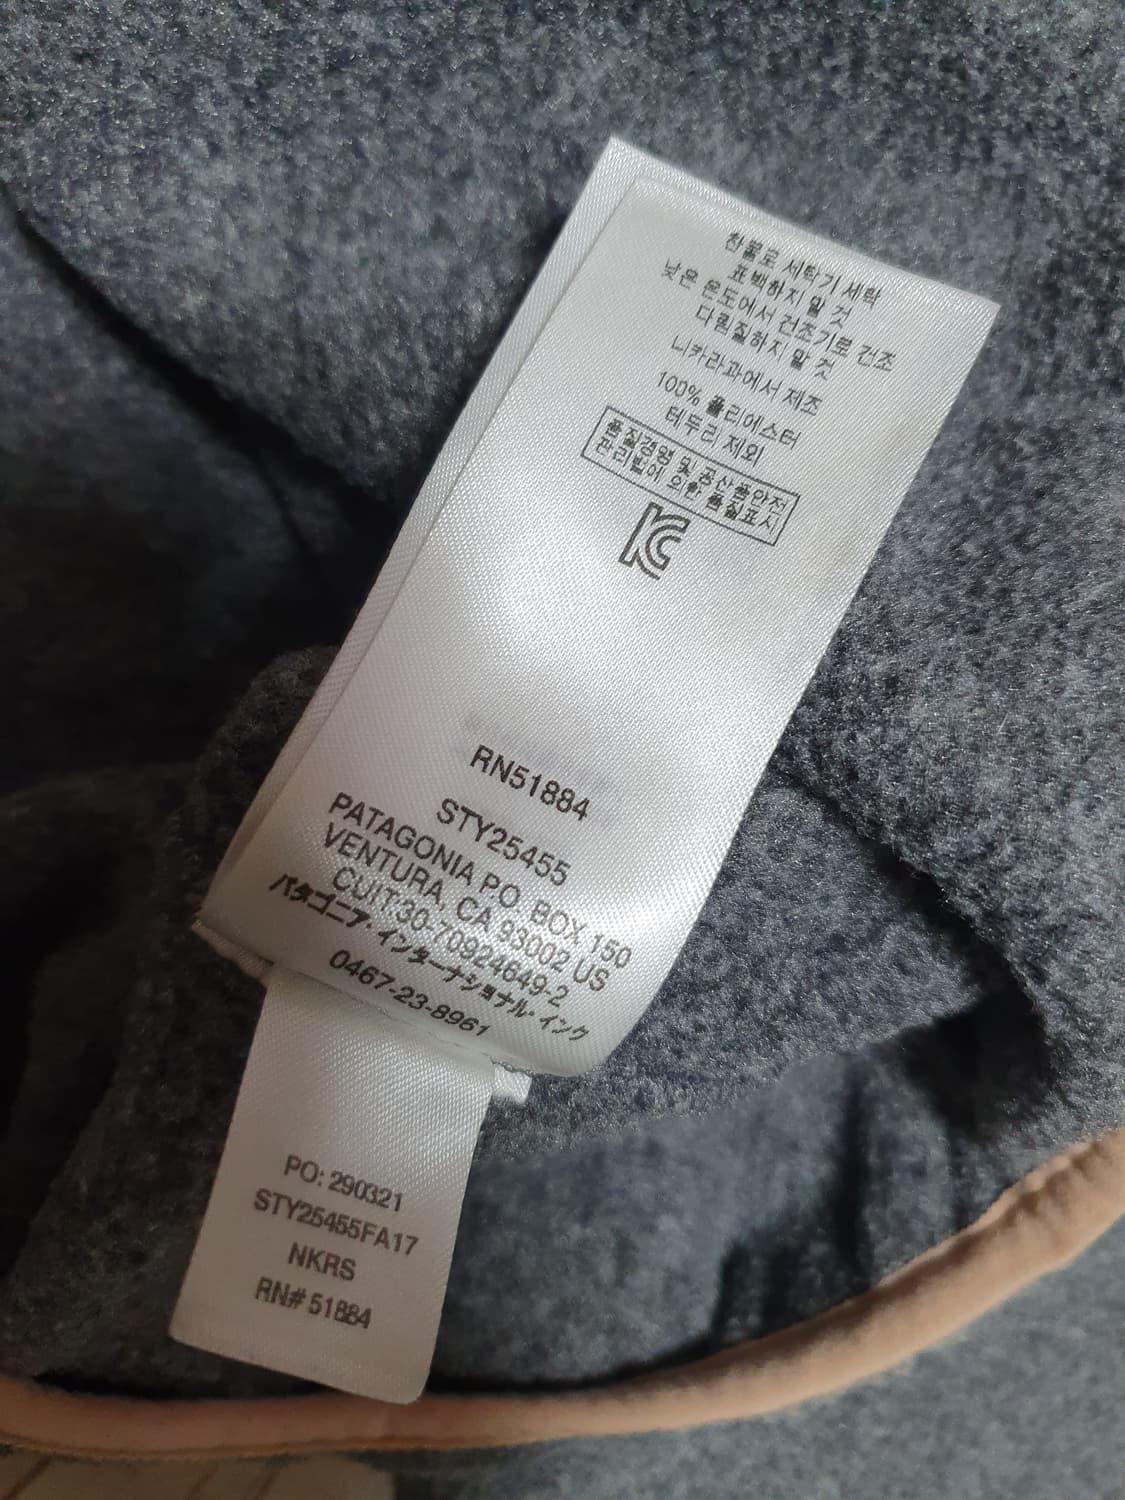 찬물로 세탁기 세탁
표백하지 말 것
낮은 온도에서 건조기로 건조
다림질하지 말 것
니카라과에서 제조
100% 폴리에스터
테두리 제외
품질경영 및 공산품안전
관리법에 의한 품질표시
KC
RN51884
STY25455
PATAGONIA P.O. BOX 150
VENTURA, CA 93002 US
CUIT:30-70924649-2
パタゴニア・インターナショナル・インク
0467-23-8961
PO: 290321
STY25455FA17
NKRS
RN# 51884